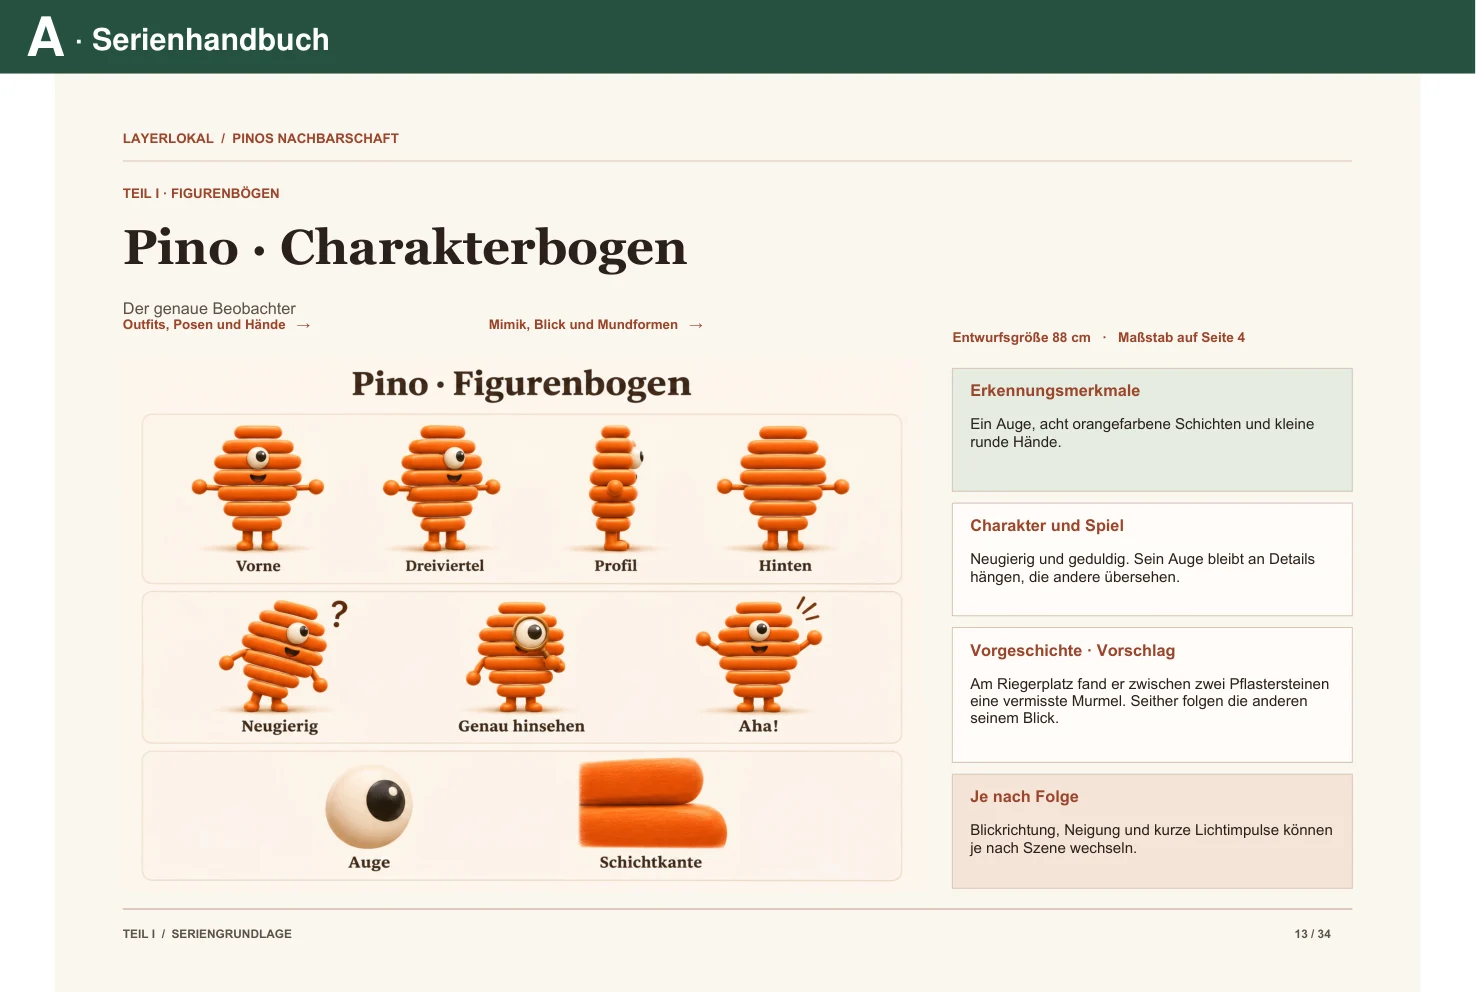 A · Serienhandbuch
LAYERLOKAL / PINOS NACHBARSCHAFT
TEIL I · FIGURENBÖGEN
Pino · Charakterbogen
Der genaue Beobachter
Outfits, Posen und Hände →
Mimik, Blick und Mundformen →
Pino · Figurenbogen
Vorne
Dreiviertel
Profil
Hinten
?
Neugierig
Genau hinsehen
Aha!
Auge
Schichtkante
Entwurfsgröße 88 cm · Maßstab auf Seite 4
Erkennungsmerkmale
Ein Auge, acht orangefarbene Schichten und kleine
runde Hände.
Charakter und Spiel
Neugierig und geduldig. Sein Auge bleibt an Details
hängen, die andere übersehen.
Vorgeschichte · Vorschlag
Am Riegerplatz fand er zwischen zwei Pflastersteinen
eine vermisste Murmel. Seither folgen die anderen
seinem Blick.
Je nach Folge
Blickrichtung, Neigung und kurze Lichtimpulse können
je nach Szene wechseln.
TEIL I / SERIENGRUNDLAGE
13 / 34